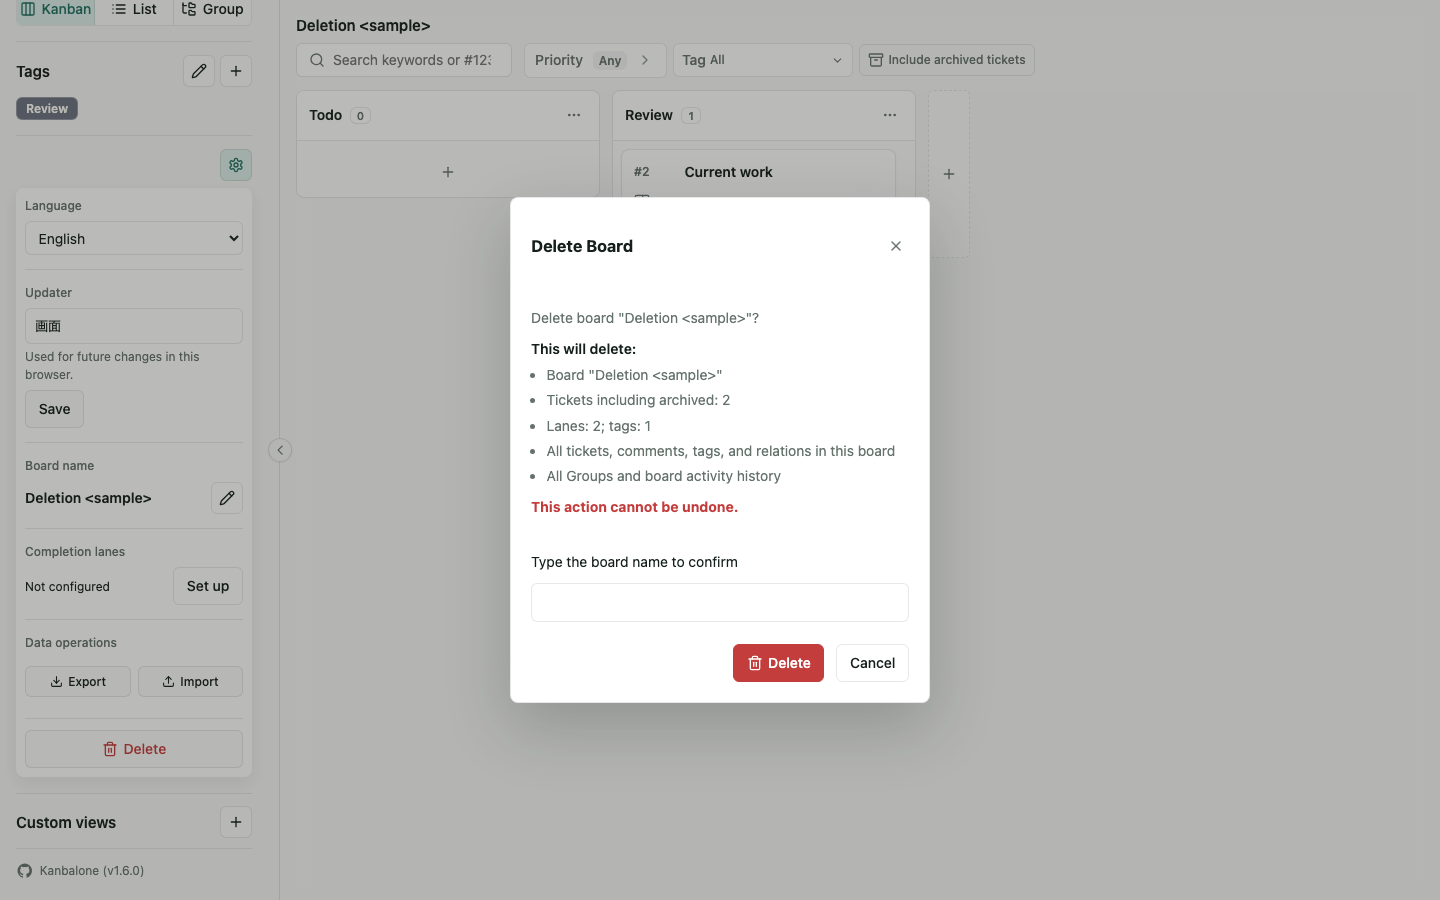 Kanban
List
Group
Tags
Review
Language
English
Updater
画面
Used for future changes in this
browser.
Save
Board name
Deletion <sample>
Completion lanes
Not configured
Set up
Data operations
Export
Import
Delete
Custom views
Kanbalone (v1.6.0)
Deletion <sample>
Search keywords or #123
Priority Any
Tag All
Include archived tickets
Todo 0
Review 1
#2 Current work
Delete Board
Delete board "Deletion <sample>"?
This will delete:
Board "Deletion <sample>"
Tickets including archived: 2
Lanes: 2; tags: 1
All tickets, comments, tags, and relations in this board
All Groups and board activity history
This action cannot be undone.
Type the board name to confirm
Delete
Cancel